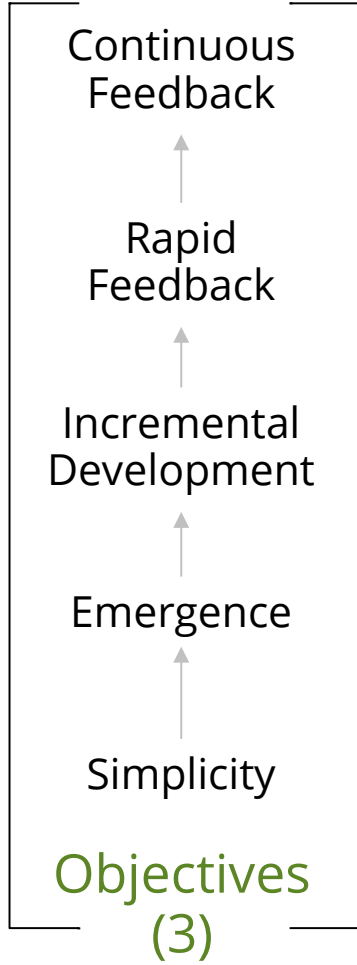 Continuous
Feedback
Rapid
Feedback
Incremental
Development
Emergence
Simplicity
Objectives
(3)